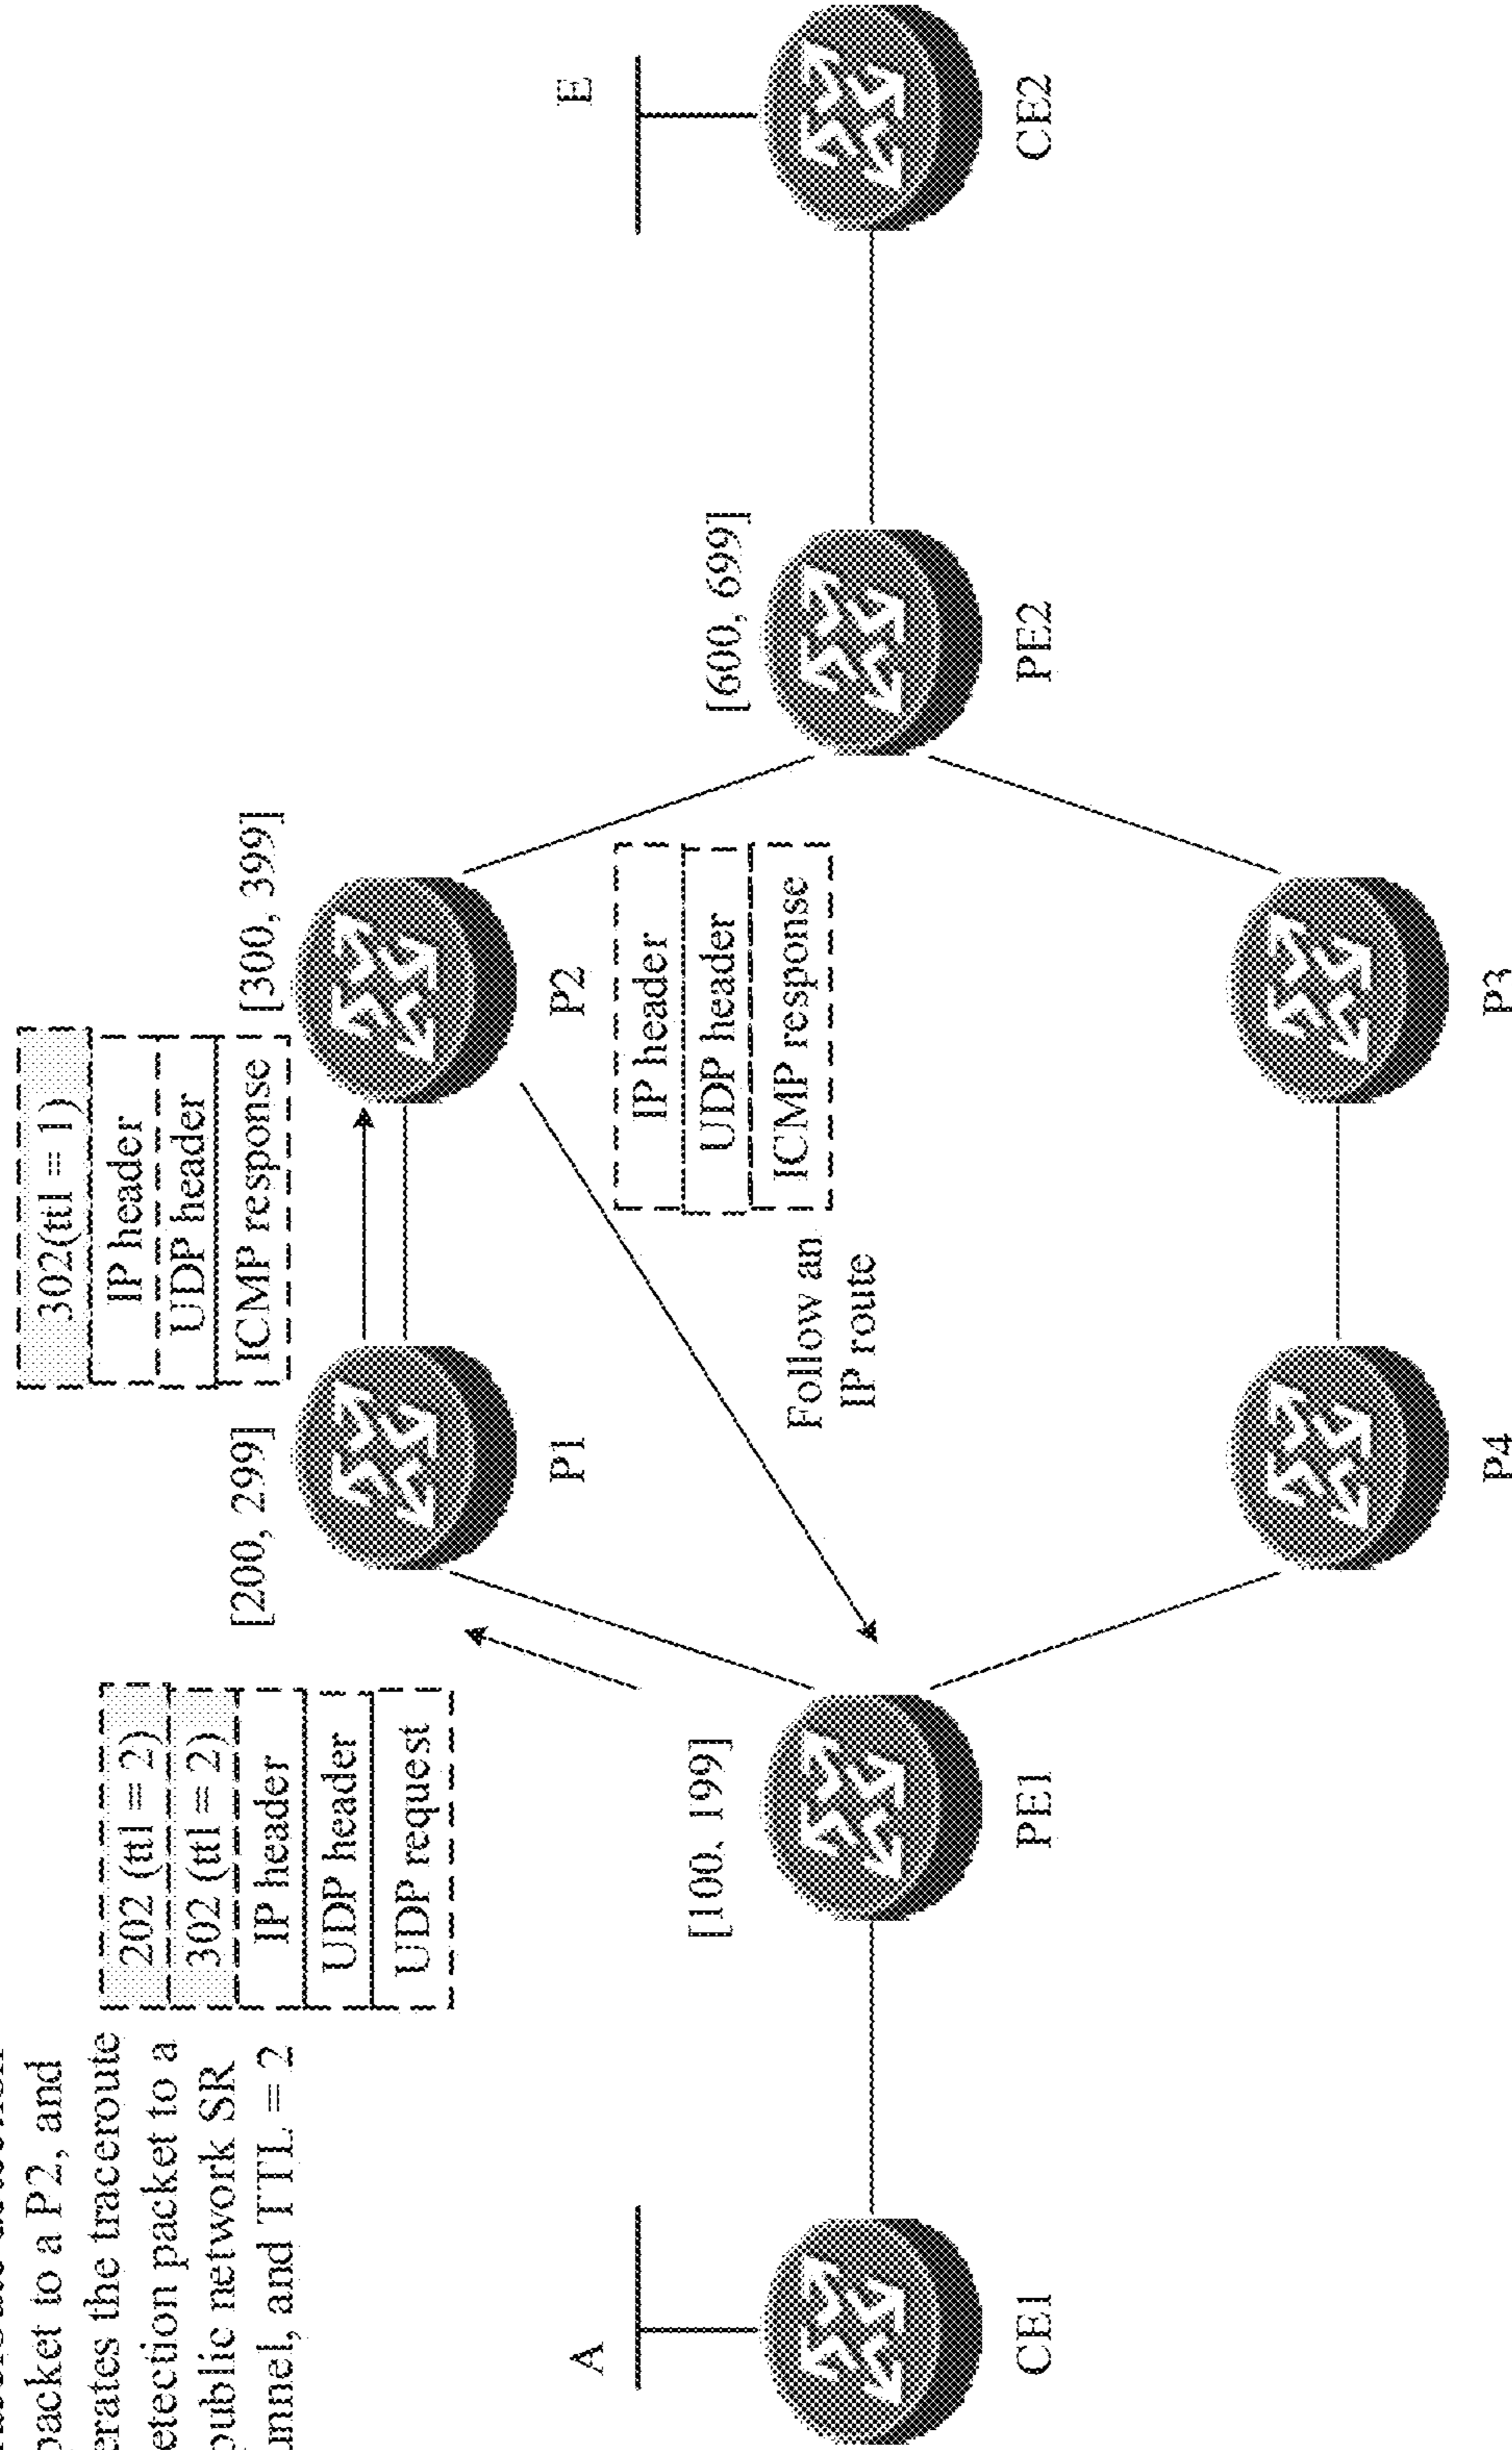 packet to a P2, and
erates the traceroute
etection packet to a
public network SR
unnel, and TTL = 2
202 (ttl = 2)
302 (ttl = 2)
IP header
UDP header
UDP request
302(ttl = 1)
IP header
UDP header
ICMP response
[200, 299]
[300, 399]
P1
P2
IP header
UDP header
ICMP response
Follow an
IP route
[100, 199]
[600, 699]
A
E
CE1
PE1
PE2
CE2
P4
P3